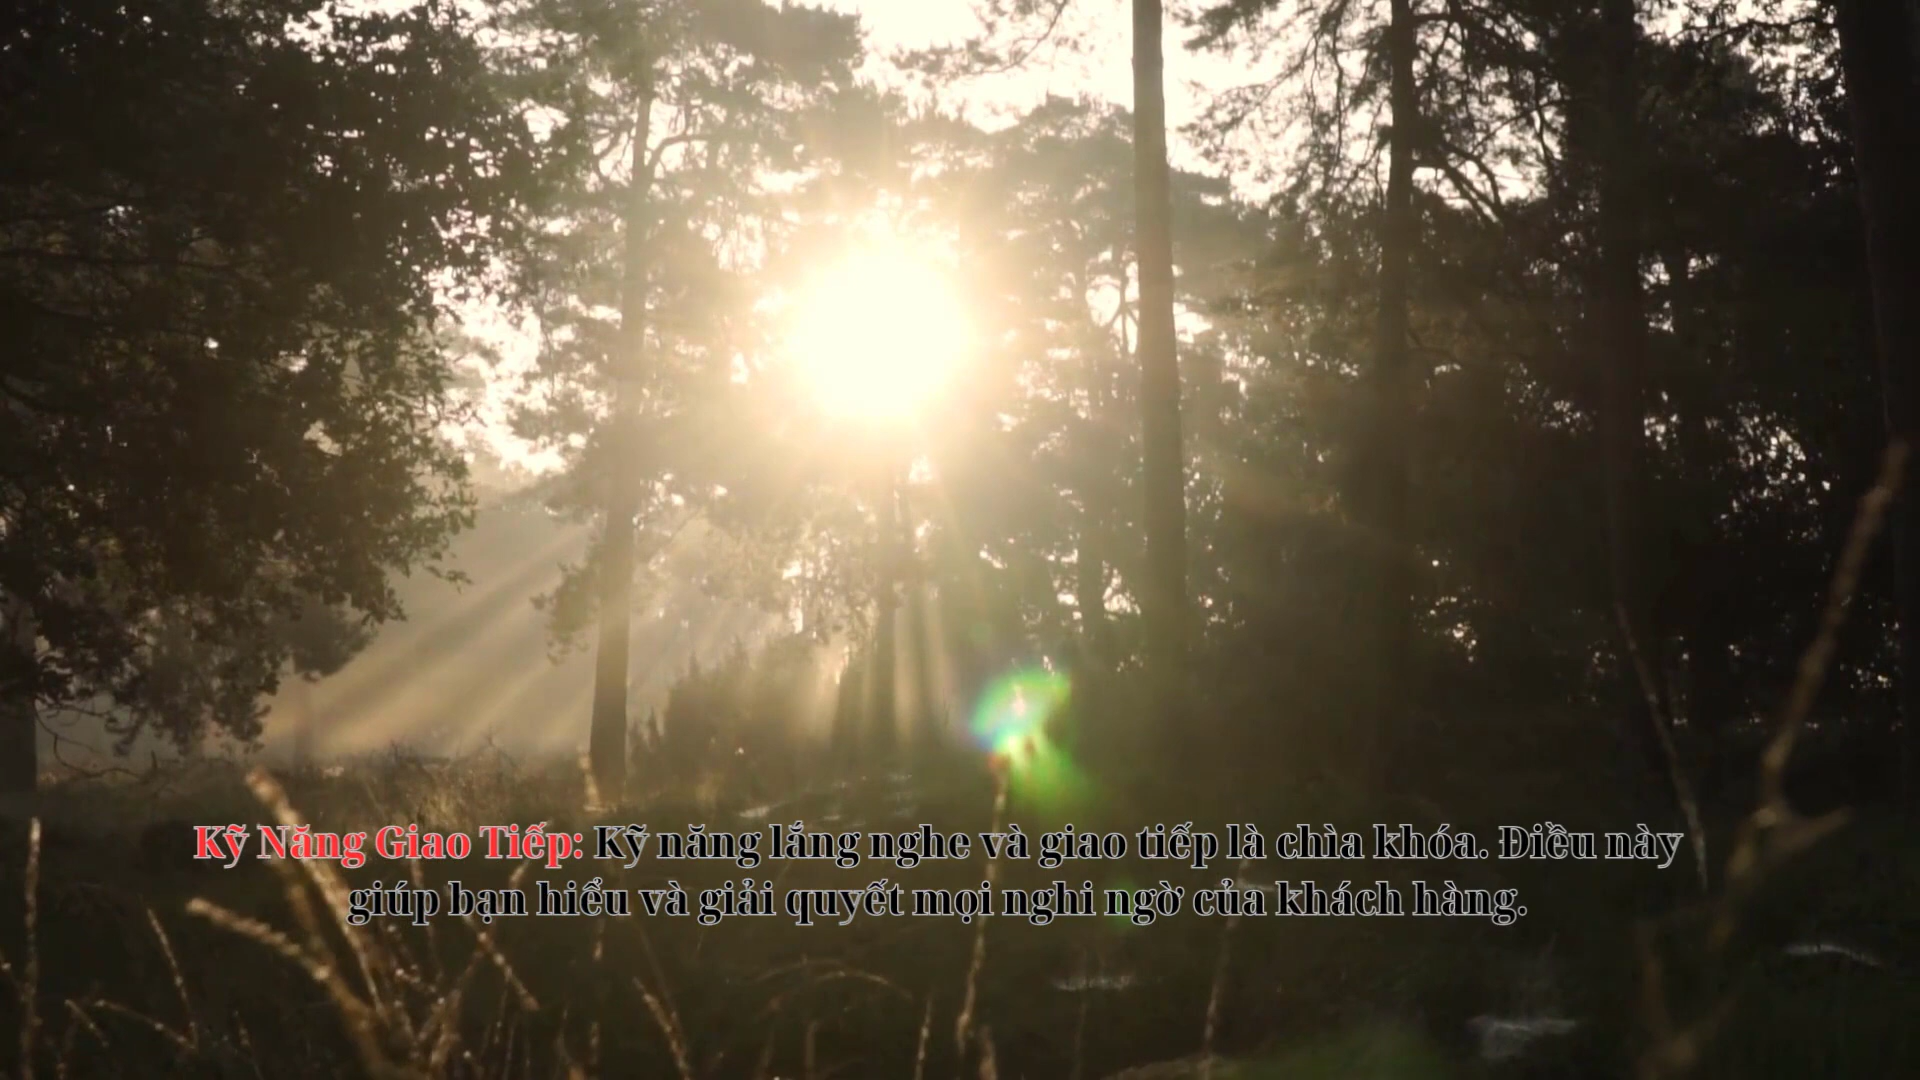 Kỹ Năng Giao Tiếp: Kỹ năng lắng nghe và giao tiếp là chìa khóa. Điều này
giúp bạn hiểu và giải quyết mọi nghi ngờ của khách hàng.